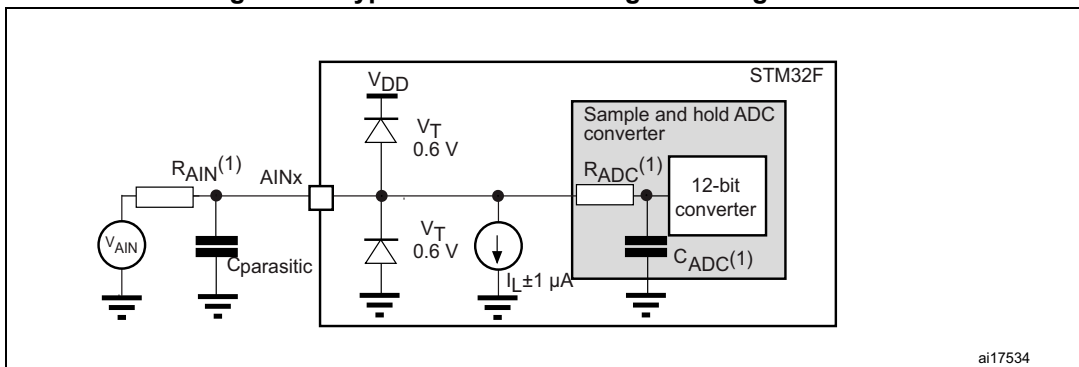 STM32F
VDD
Sample and hold ADC
converter
VT
0.6 V
RAIN(1)
AINx
RADC(1)
12-bit
converter
VAIN
VT
0.6 V
Cparasitic
IL±1 µA
CADC(1)
ai17534